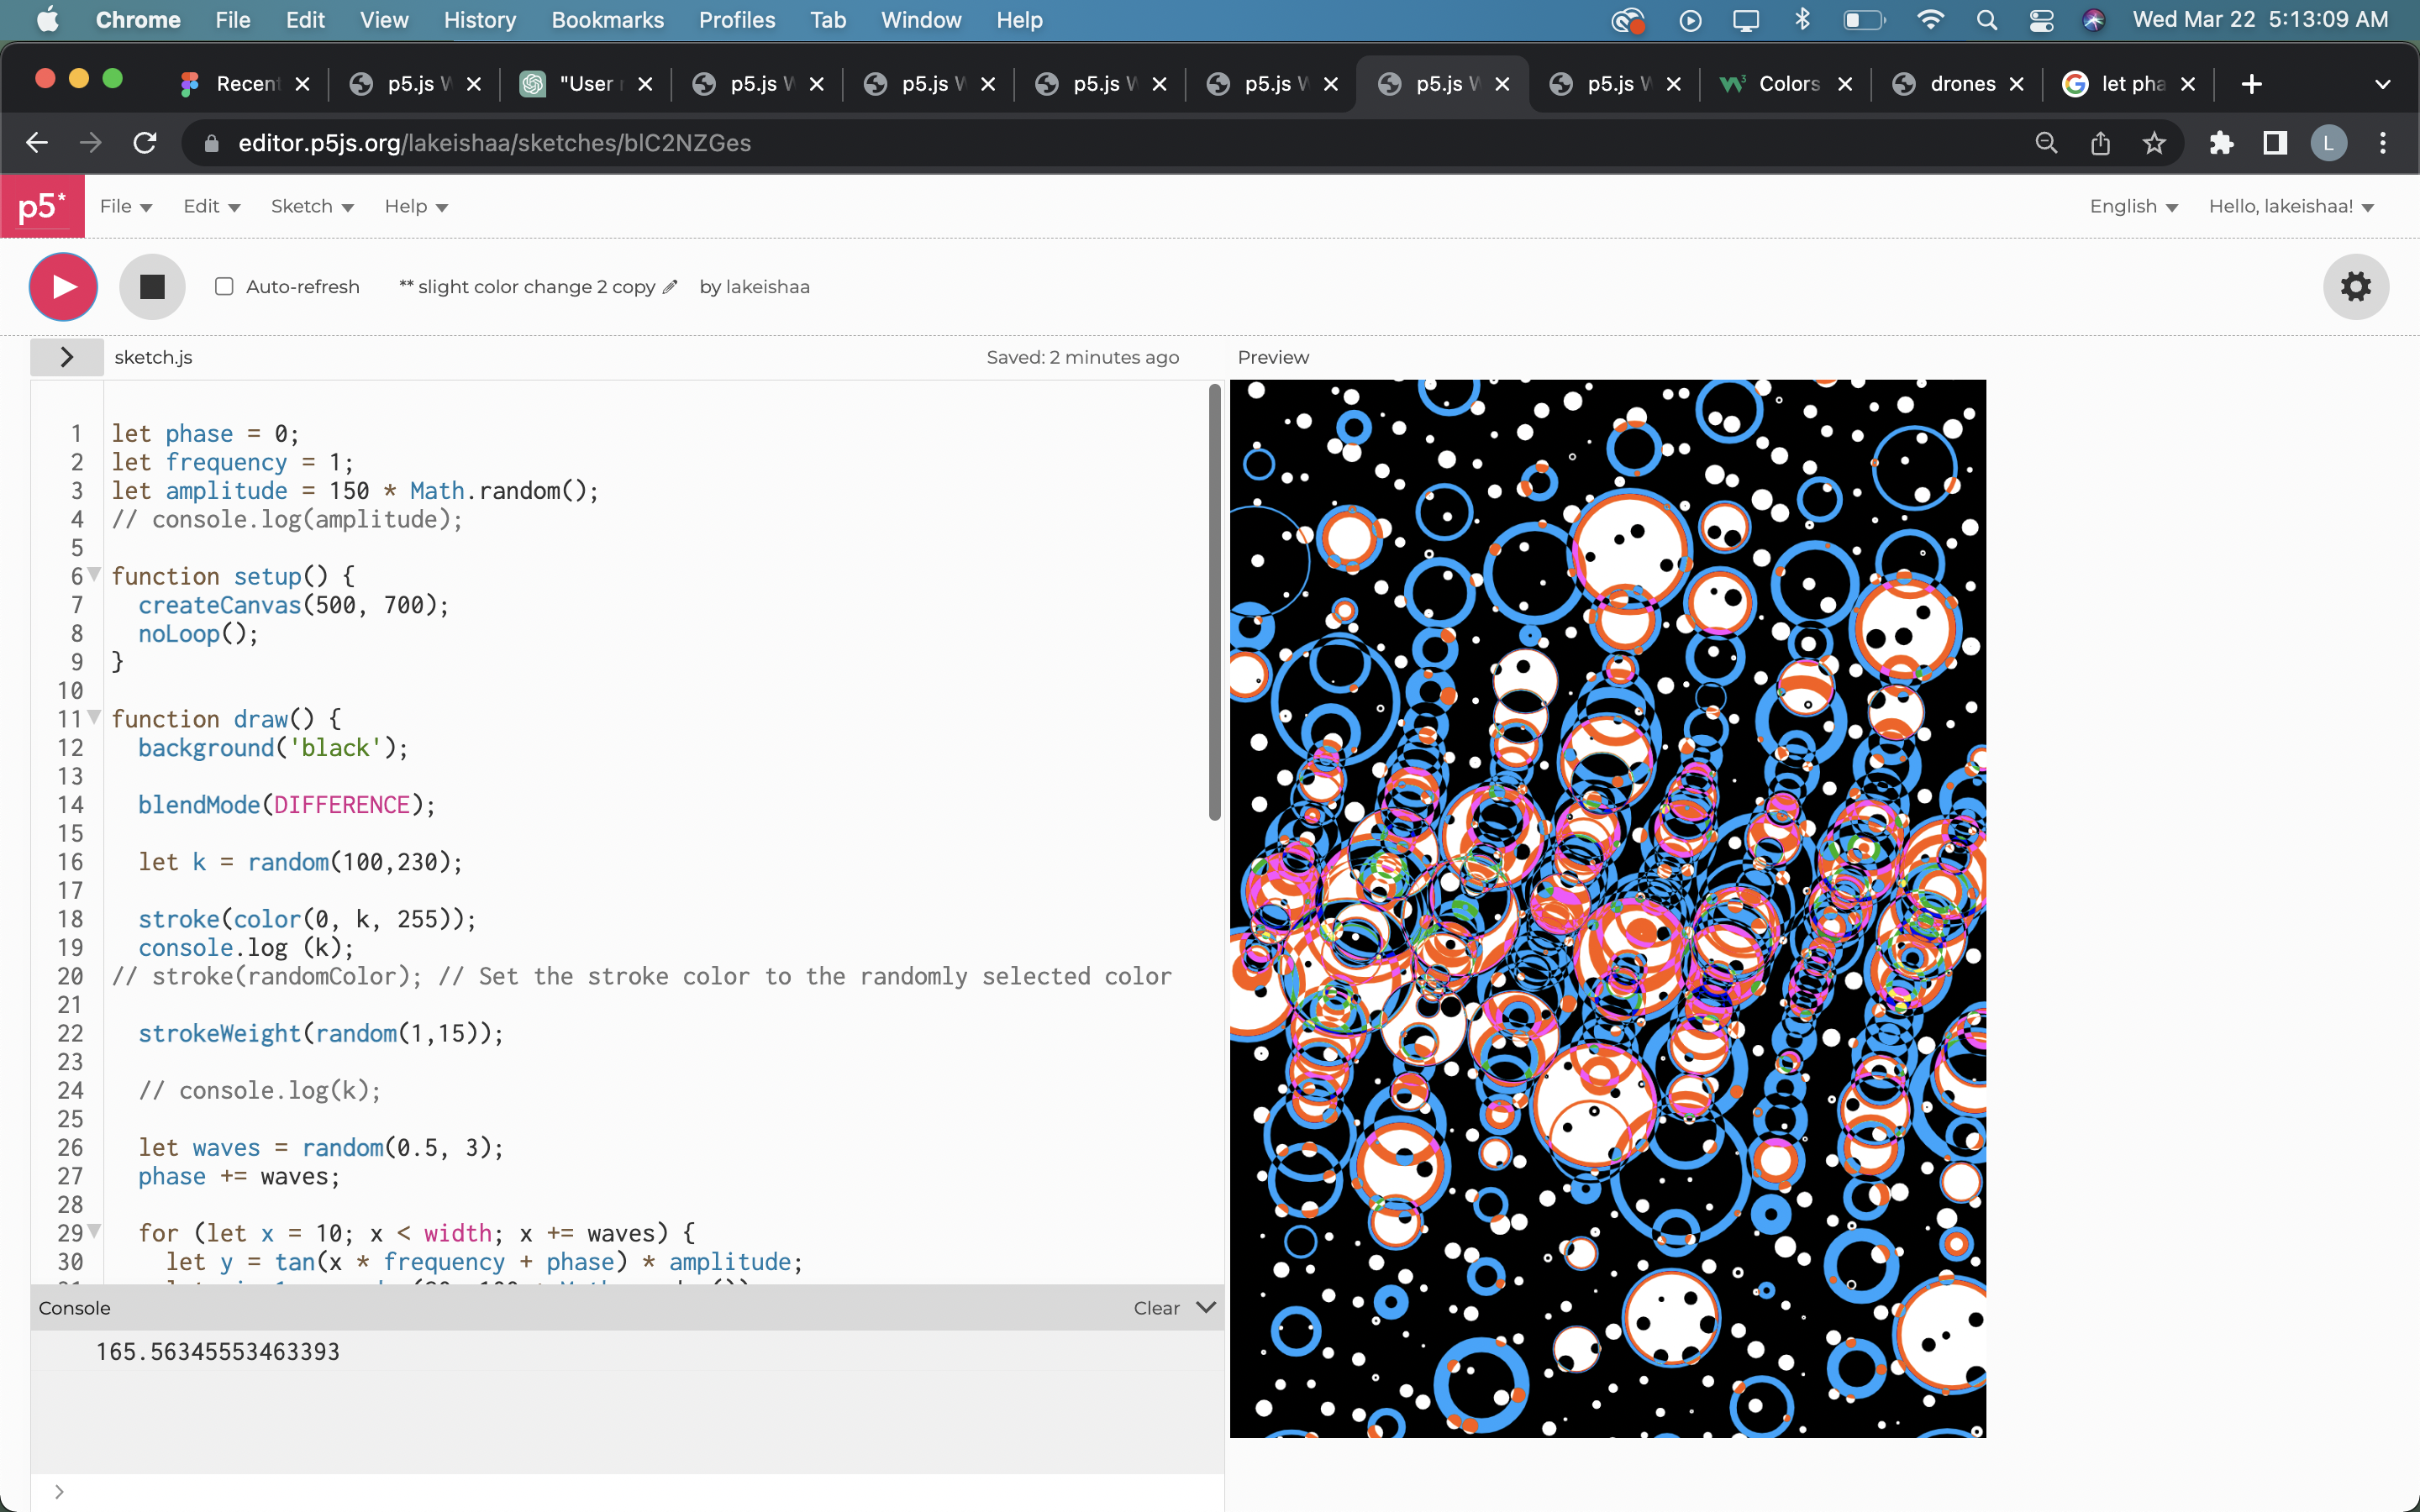 Chrome File Edit View History Bookmarks Profiles Tab Window Help Wed Mar 22 5:13:09 AM
Recent p5.js W "User p5.js W p5.js W p5.js W p5.js W p5.js W p5.js W Colors drones let pha
editor.p5js.org/lakeishaa/sketches/blC2NZGes L
p5* File Edit Sketch Help English Hello, lakeishaa!
Auto-refresh ** slight color change 2 copy by lakeishaa
sketch.js Saved: 2 minutes ago Preview
1 let phase = 0;
2 let frequency = 1;
3 let amplitude = 150 * Math.random();
4 // console.log(amplitude);
5
6 function setup() {
7 createCanvas(500, 700);
8 noLoop();
9 }
10
11 function draw() {
12 background('black');
13
14 blendMode(DIFFERENCE);
15
16 let k = random(100,230);
17
18 stroke(color(0, k, 255));
19 console.log (k);
20 // stroke(randomColor); // Set the stroke color to the randomly selected color
21
22 strokeWeight(random(1,15));
23
24 // console.log(k);
25
26 let waves = random(0.5, 3);
27 phase += waves;
28
29 for (let x = 10; x < width; x += waves) {
30 let y = tan(x * frequency + phase) * amplitude;
Console Clear
165.56345553463393